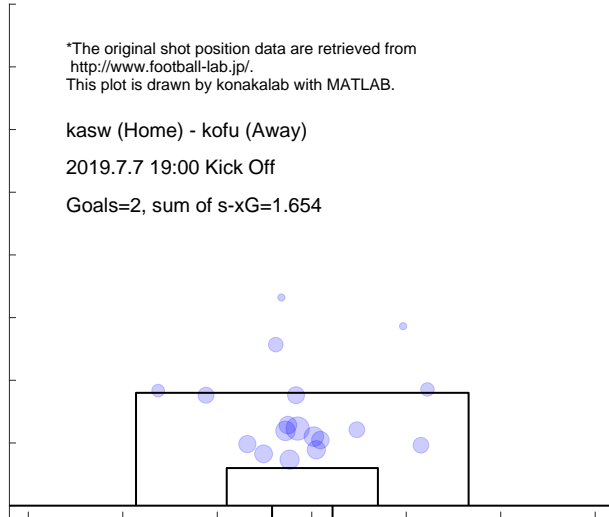 *The original shot position data are retrieved from
http://www.football-lab.jp/.
This plot is drawn by konakalab with MATLAB.
kasw (Home) - kofu (Away)
2019.7.7 19:00 Kick Off
Goals=2, sum of s-xG=1.654